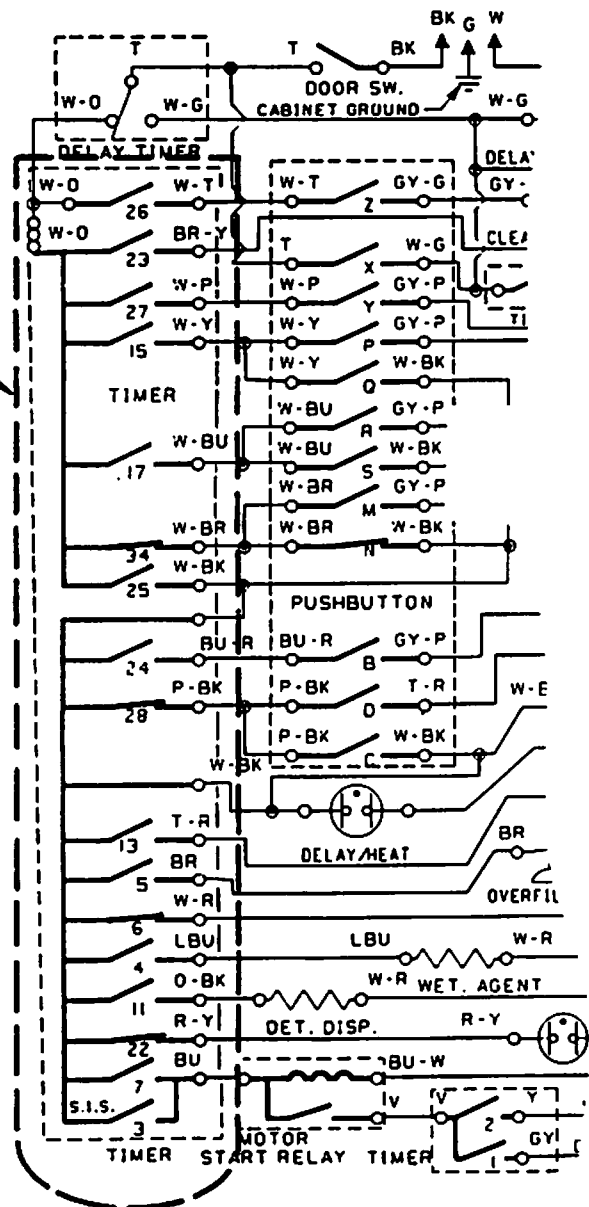 BK G W
T T BK
DOOR SW.
W-O W-G CABINET GROUND W-G
DELAY TIMER
W-O W-T W-T GY-G GY-
26 Z
W-O BR-Y
23 T W-G CLEA
X
W-P W-P GY-P
27 Y
W-Y W-Y GY-P
15 P
W-Y W-BK
TIMER Q
W-BU W-BU GY-P
R
17 W-BU W-BK
S
W-BR GY-P
M
W-BR W-BR W-BK
34 N
W-BK
25
PUSHBUTTON
BU-R BU-R GY-P
24 B
P-BK P-BK T-R
28 D
P-BK W-BK
W-BK C
T-R
13 DELAY/HEAT
BR BR
5 OVERFIL
W-R
6
LBU LBU W-R
4
O-BK W-R WET. AGENT
11
R-Y DET. DISP. R-Y
22
BU BU-W
7
S.I.S. V V Y
3 2
MOTOR GY
1
TIMER START RELAY TIMER